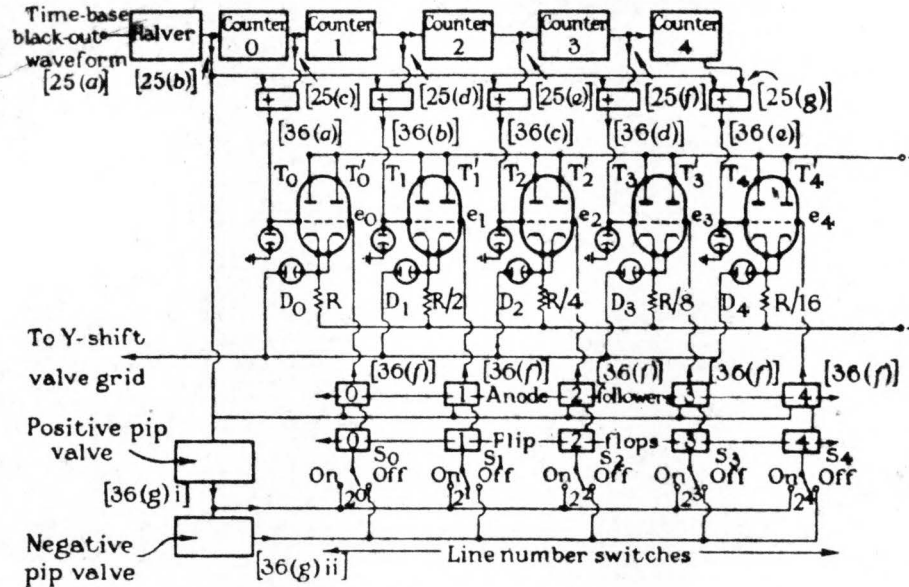 Time-base
black-out
waveform
[25(a)]
Halver
[25(b)]
Counter 0
Counter 1
Counter 2
Counter 3
Counter 4
+ [25(c)] + [25(d)] + [25(e)] + [25(f)] + [25(g)]
[36(a)] [36(b)] [36(c)] [36(d)] [36(e)]
T₀ T₀′ T₁ T₁′ T₂ T₂′ T₃ T₃′ T₄ T₄′
e₀ e₁ e₂ e₃ e₄
D₀ R D₁ R/2 D₂ R/4 D₃ R/8 D₄ R/16
To Y-shift
valve grid
[36(f)] [36(f)] [36(f)] [36(f)] [36(f)]
0 1 Anode 2 followers 3 4
Positive pip
valve
0 1 Flip 2 flops 3 4
S₀ S₁ S₂ S₃ S₄
On Off On Off On Off On Off On Off
2⁰ 2¹ 2² 2³ 2⁴
[36(g) i]
Negative
pip valve
[36(g) ii]
Line number switches